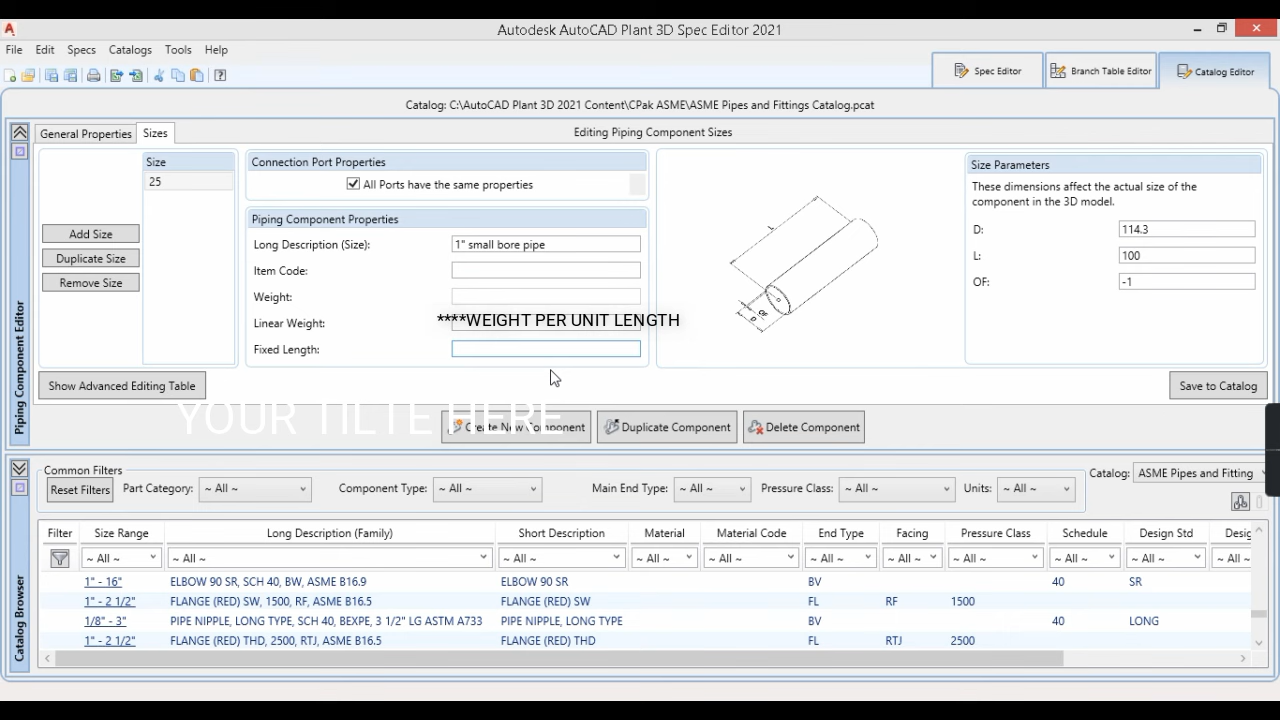 Autodesk AutoCAD Plant 3D Spec Editor 2021
File Edit Specs Catalogs Tools Help
Spec Editor Branch Table Editor Catalog Editor
Catalog: C:\AutoCAD Plant 3D 2021 Content\CPak ASME\ASME Pipes and Fittings Catalog.pcat
General Properties Sizes Editing Piping Component Sizes
Piping Component Editor
Size
25
Add Size
Duplicate Size
Remove Size
Connection Port Properties
All Ports have the same properties
Piping Component Properties
Long Description (Size): 1" small bore pipe
Item Code:
Weight:
Linear Weight:
****WEIGHT PER UNIT LENGTH
Fixed Length:
L
D
OF
Size Parameters
These dimensions affect the actual size of the
component in the 3D model.
D: 114.3
L: 100
OF: -1
Show Advanced Editing Table Save to Catalog
YOUR TILTE HERE
Create New Component Duplicate Component Delete Component
Catalog Browser
Common Filters
Reset Filters Part Category: ~ All ~ Component Type: ~ All ~ Main End Type: ~ All ~ Pressure Class: ~ All ~ Units: ~ All ~ Catalog: ASME Pipes and Fitting
Filter Size Range Long Description (Family) Short Description Material Material Code End Type Facing Pressure Class Schedule Design Std Desig
~ All ~ ~ All ~ ~ All ~ ~ All ~ ~ All ~ ~ All ~ ~ All ~ ~ All ~ ~ All ~ ~ All ~ ~ All ~
1" - 16" ELBOW 90 SR, SCH 40, BW, ASME B16.9 ELBOW 90 SR BV 40 SR
1" - 2 1/2" FLANGE (RED) SW, 1500, RF, ASME B16.5 FLANGE (RED) SW FL RF 1500
1/8" - 3" PIPE NIPPLE, LONG TYPE, SCH 40, BEXPE, 3 1/2" LG ASTM A733 PIPE NIPPLE, LONG TYPE BV 40 LONG
1" - 2 1/2" FLANGE (RED) THD, 2500, RTJ, ASME B16.5 FLANGE (RED) THD FL RTJ 2500